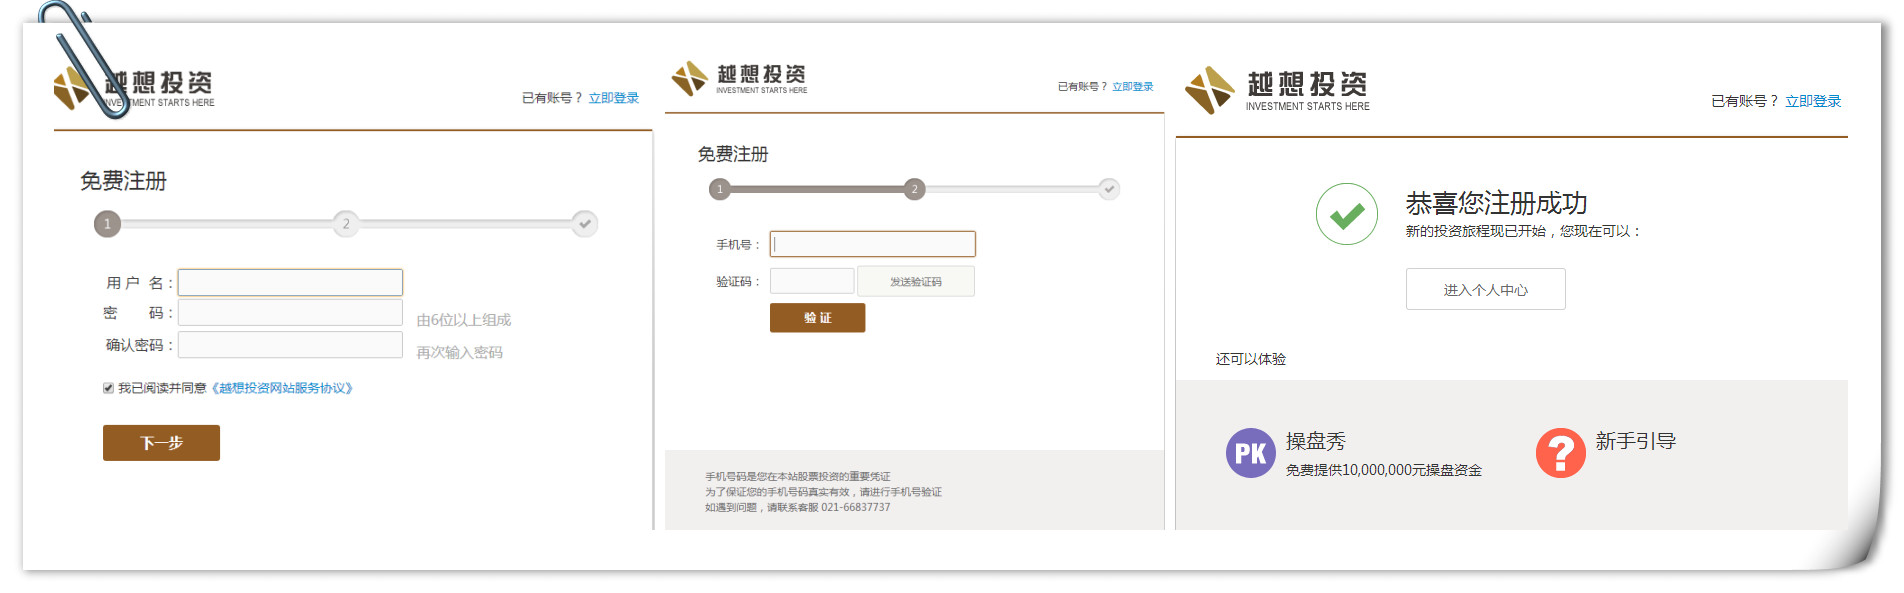 越想投资
INVESTMENT STARTS HERE
已有账号？ 立即登录
免费注册
1 2
用 户 名：
密 码：
由6位以上组成
确认密码：
再次输入密码
我已阅读并同意《越想投资网站服务协议》
下一步
越想投资
INVESTMENT STARTS HERE
已有账号？ 立即登录
免费注册
1 2
手机号：
验证码： 发送验证码
验 证
手机号码是您在本站股票投资的重要凭证
为了保证您的手机号码真实有效，请进行手机号验证
如遇到问题，请联系客服 021-66837737
越想投资
INVESTMENT STARTS HERE
已有账号？ 立即登录
恭喜您注册成功
新的投资旅程现已开始，您现在可以：
进入个人中心
还可以体验
PK 操盘秀
免费提供10,000,000元操盘资金
? 新手引导